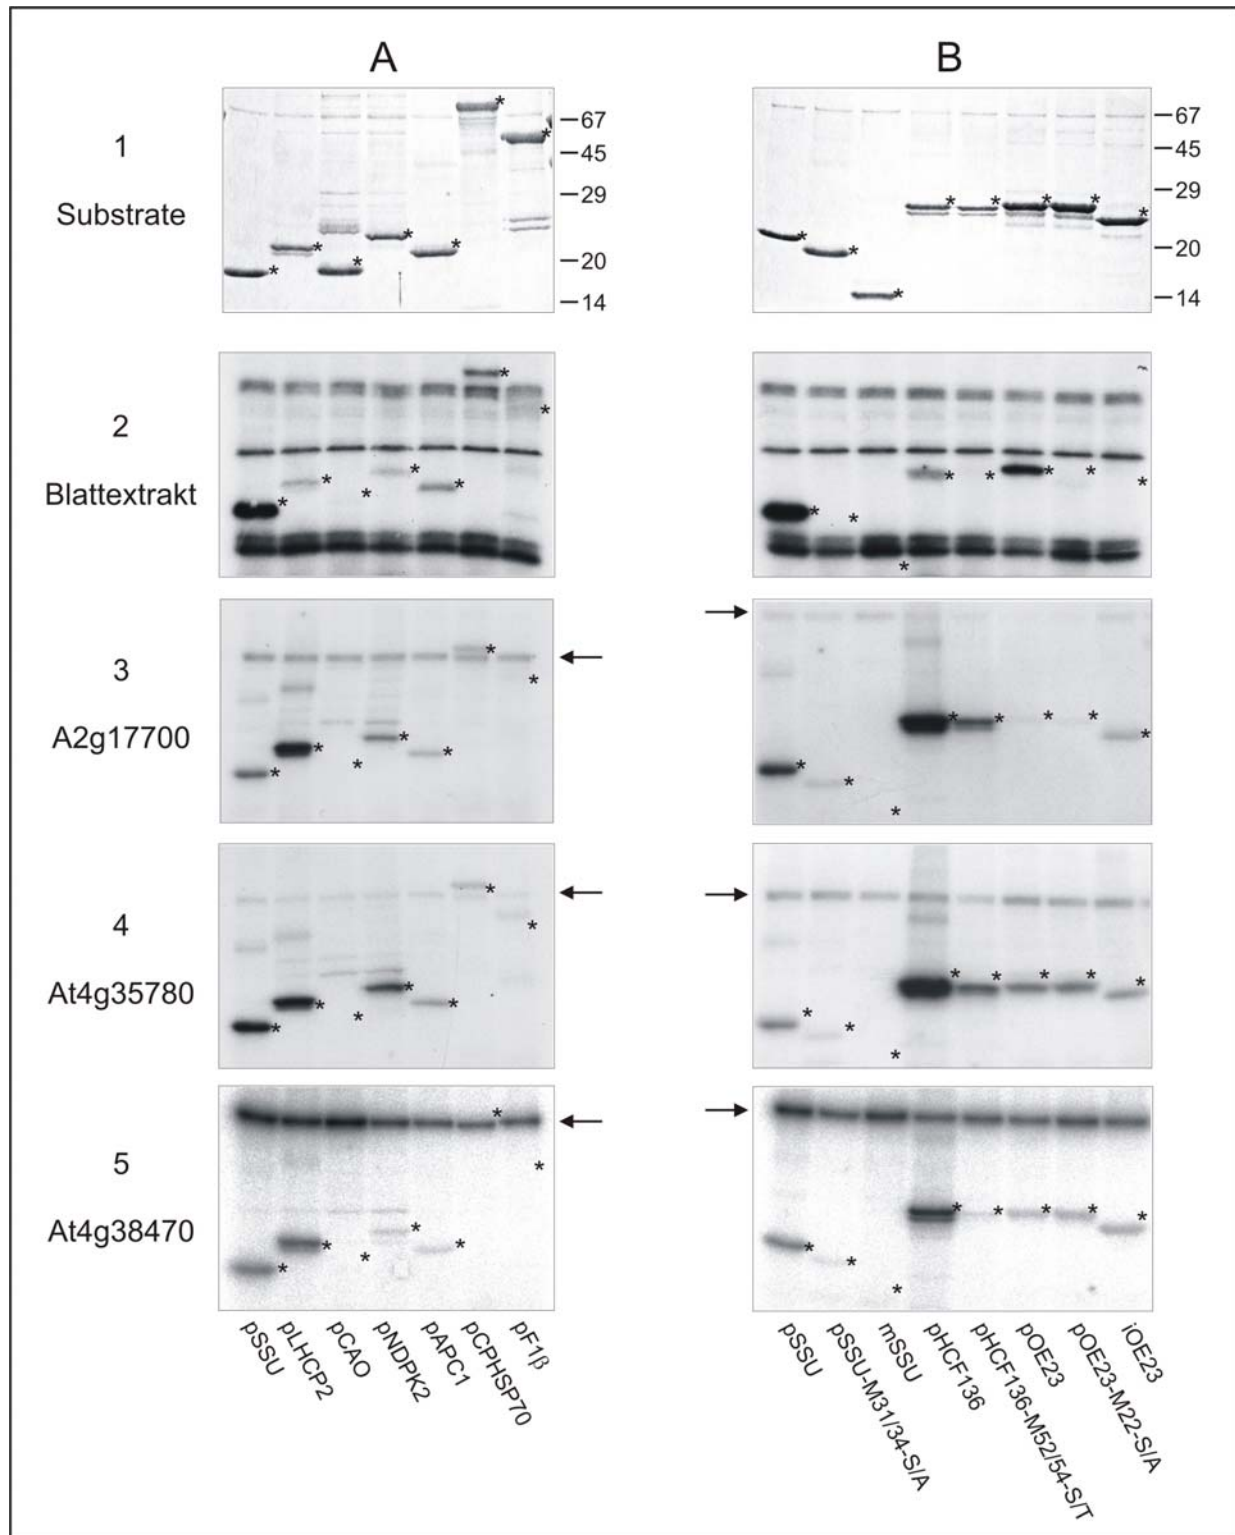 A
B
1
Substrate
67
45
29
20
14
67
45
29
20
14
2
Blattextrakt
3
A2g17700
4
At4g35780
5
At4g38470
pSSU
pLHCP2
pCAO
pNDPK2
pAPC1
pCPHSP70
pF1β
pSSU
pSSU-M31/34-S/A
mSSU
pHCF136
pHCF136-M52/54-S/T
pOE23
pOE23-M22-S/A
iOE23